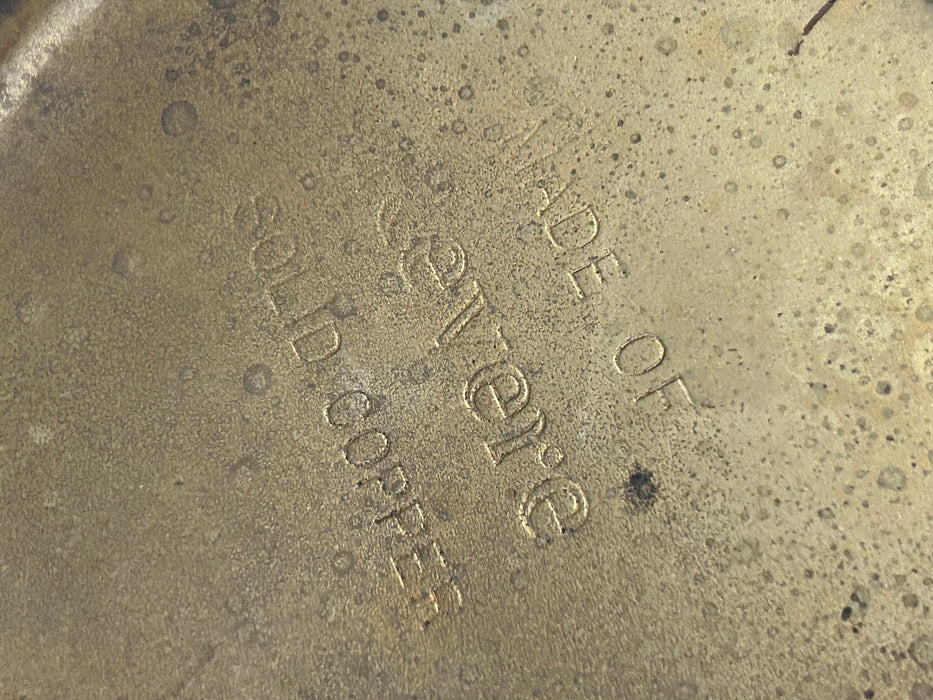 MADE OF
Revere
SOLID COPPER